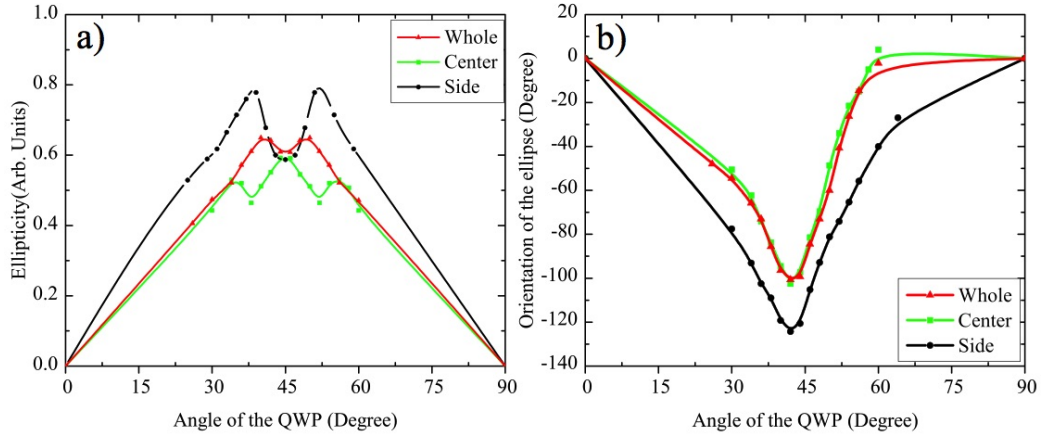 a)
Whole
Center
Side
Ellipticity(Arb. Units)
1.0
0.8
0.6
0.4
0.2
0.0
0 15 30 45 60 75 90
Angle of the QWP (Degree)
b)
Whole
Center
Side
Orientation of the ellipse (Degree)
20
0
-20
-40
-60
-80
-100
-120
-140
0 15 30 45 60 75 90
Angle of the QWP (Degree)